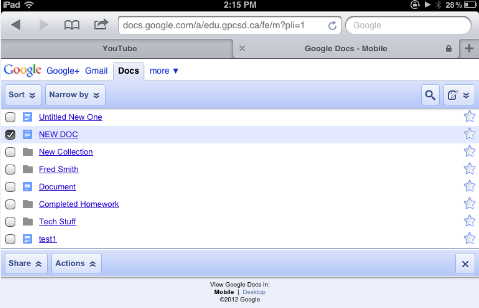 iPad 2:15 PM 28%
docs.google.com/a/edu.gpcsd.ca/fe/m?pli=1 Google
YouTube Google Docs - Mobile
Google Google+ Gmail Docs more ▼
Sort Narrow by
Untitled New One
NEW DOC
New Collection
Fred Smith
Document
Completed Homework
Tech Stuff
test1
Share Actions
View Google Docs in:
Mobile | Desktop
©2012 Google